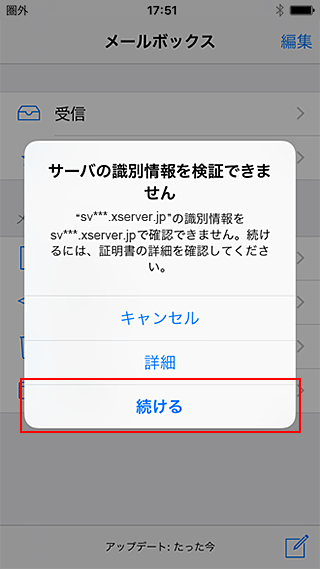 圏外 17:51
メールボックス 編集
受信
サーバの識別情報を検証できま
せん
“sv***.xserver.jp”の識別情報を
sv***.xserver.jpで確認できません。続け
るには、証明書の詳細を確認してくださ
い。
キャンセル
詳細
続ける
アップデート: たった今